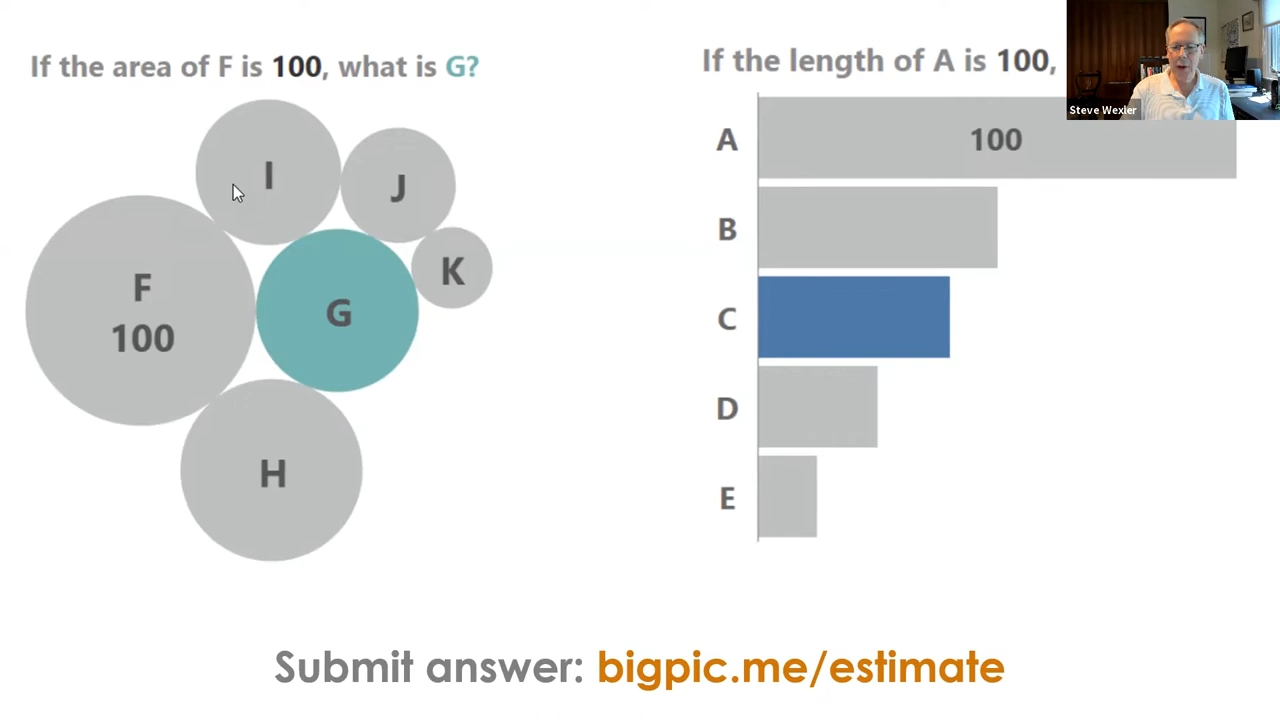 If the area of F is 100, what is G?
I
J
F
100
G
K
H
If the length of A is 100,
A
100
B
C
D
E
Steve Wexler
Submit answer: bigpic.me/estimate